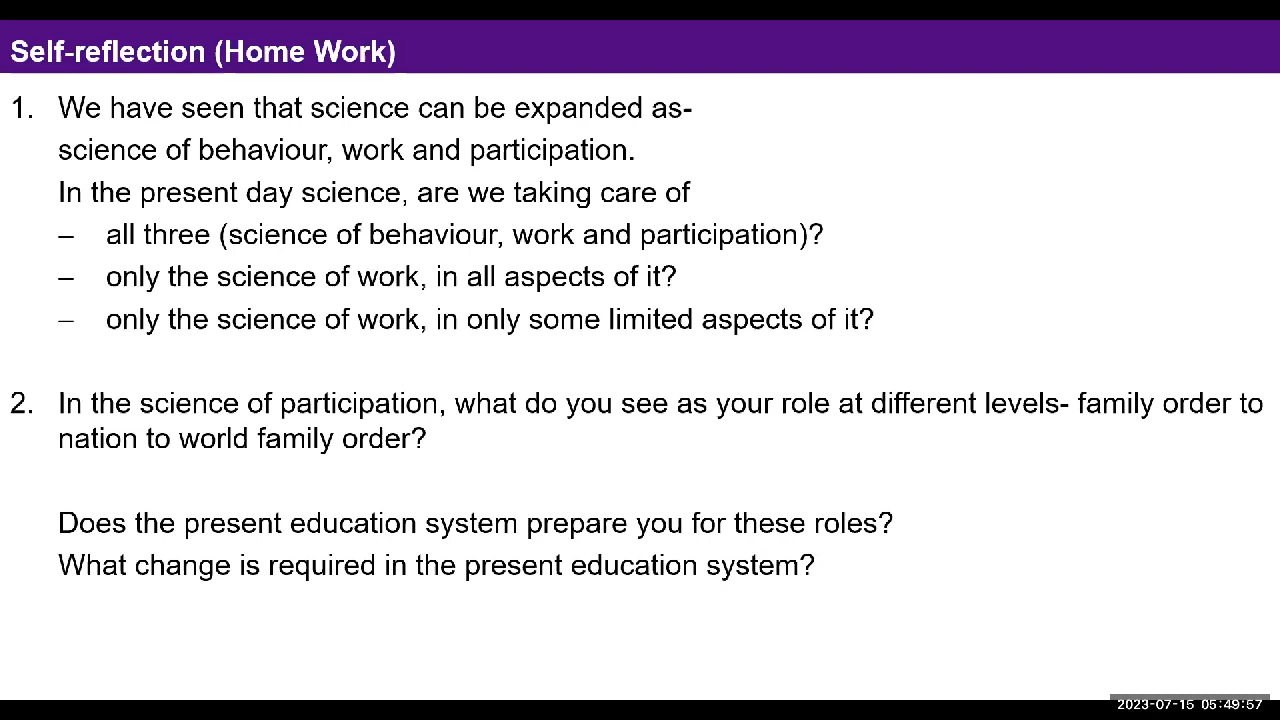 Self-reflection (Home Work)
1. We have seen that science can be expanded as-
science of behaviour, work and participation.
In the present day science, are we taking care of
– all three (science of behaviour, work and participation)?
– only the science of work, in all aspects of it?
– only the science of work, in only some limited aspects of it?
2. In the science of participation, what do you see as your role at different levels- family order to
nation to world family order?
Does the present education system prepare you for these roles?
What change is required in the present education system?
2023-07-15 05:49:57